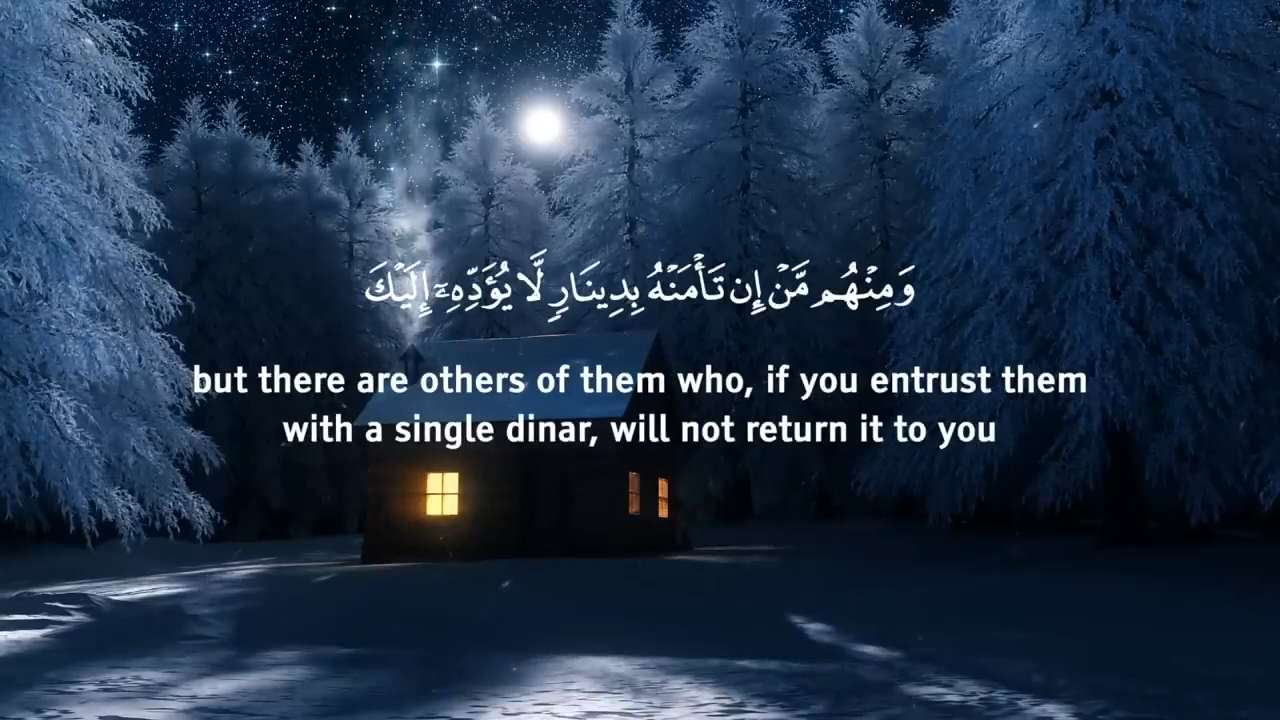 وَمِنْهُم مَّنْ إِن تَأْمَنْهُ بِدِينَارٍ لَّا يُؤَدِّهِۦٓ إِلَيْكَ
but there are others of them who, if you entrust them
with a single dinar, will not return it to you